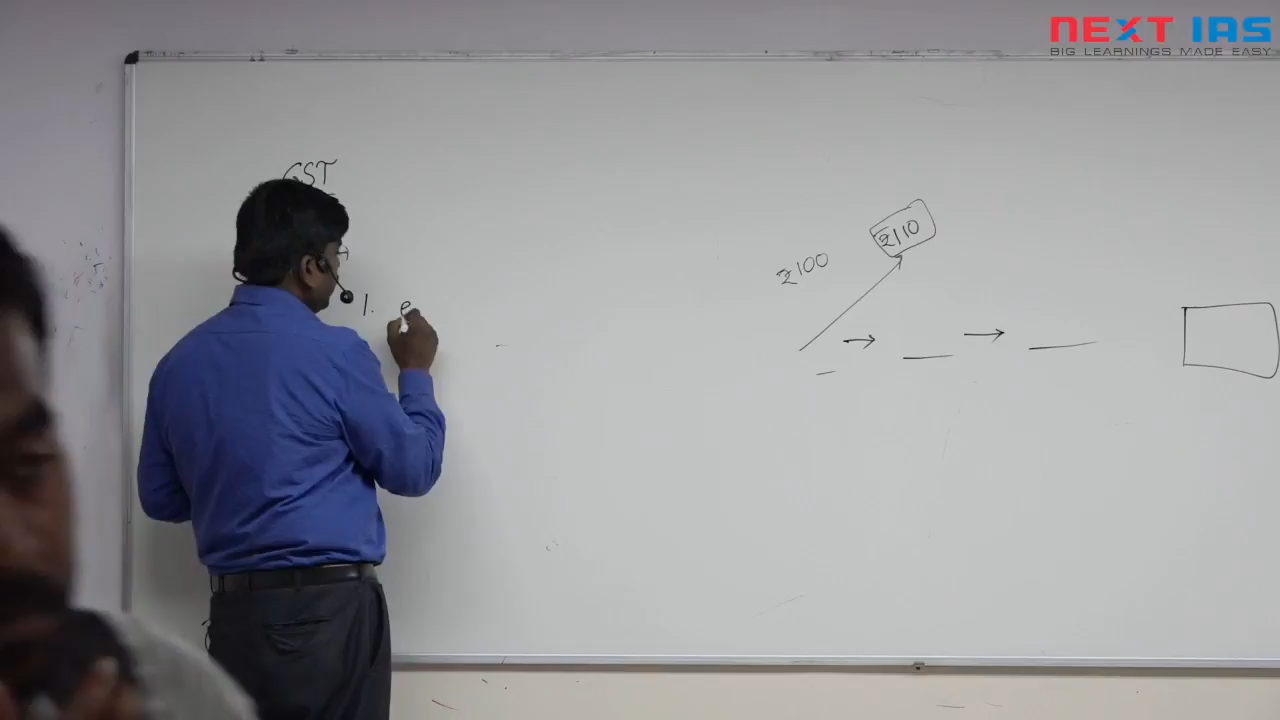 NEXT IAS
BIG LEARNINGS MADE EASY
GST
₹110
₹100
1. e